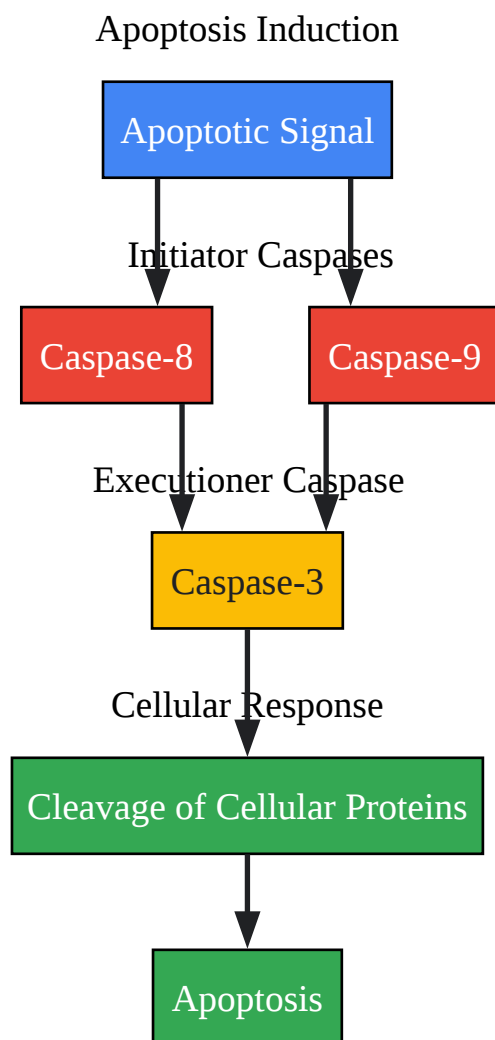 Apoptosis Induction
Apoptotic Signal
Initiator Caspases
Caspase-8
Caspase-9
Executioner Caspase
Caspase-3
Cellular Response
Cleavage of Cellular Proteins
Apoptosis